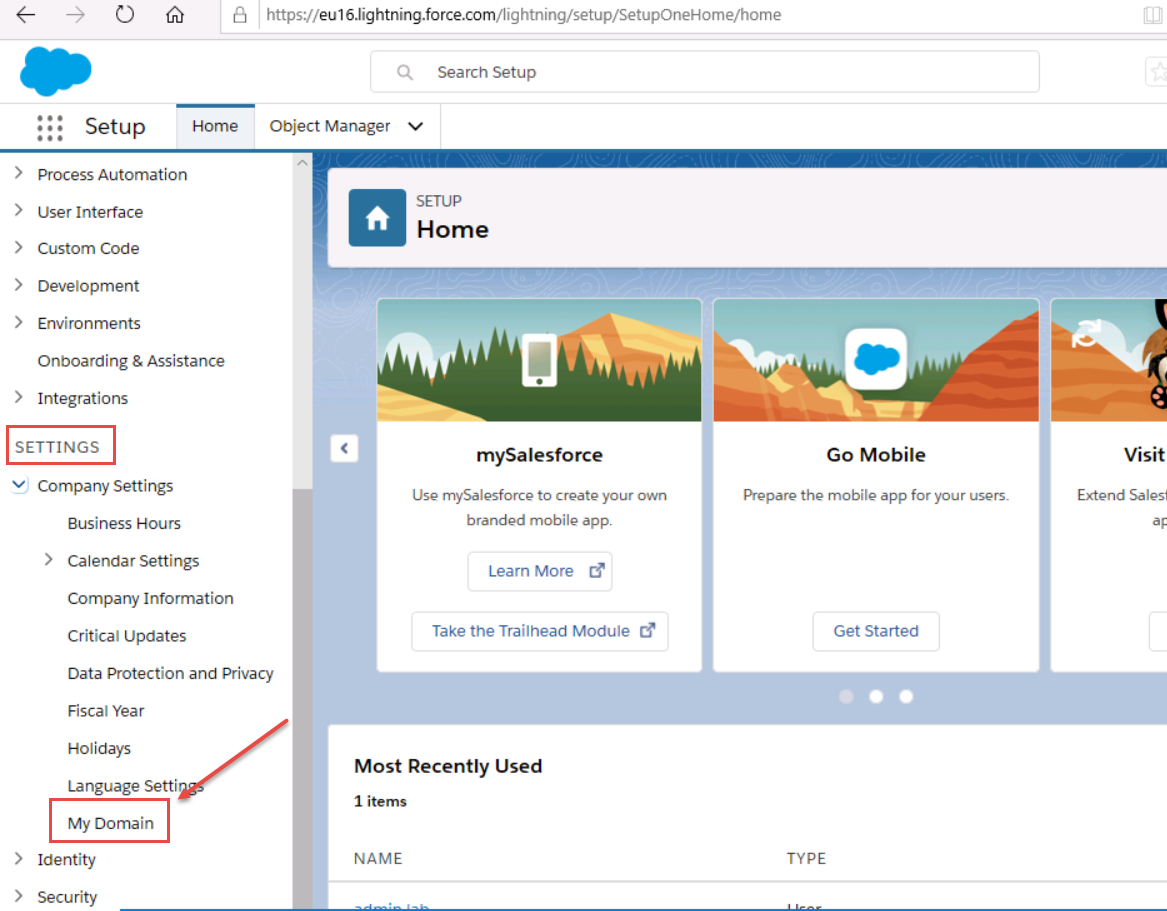 https://eu16.lightning.force.com/lightning/setup/SetupOneHome/home
Search Setup
Setup
Home
Object Manager
Process Automation
User Interface
Custom Code
Development
Environments
Onboarding & Assistance
Integrations
SETTINGS
Company Settings
Business Hours
Calendar Settings
Company Information
Critical Updates
Data Protection and Privacy
Fiscal Year
Holidays
Language Settings
My Domain
Identity
Security
SETUP
Home
mySalesforce
Use mySalesforce to create your own
branded mobile app.
Learn More
Take the Trailhead Module
Go Mobile
Prepare the mobile app for your users.
Get Started
Visit
Extend Salesf
ap
Most Recently Used
1 items
NAME
TYPE
admin lab
User